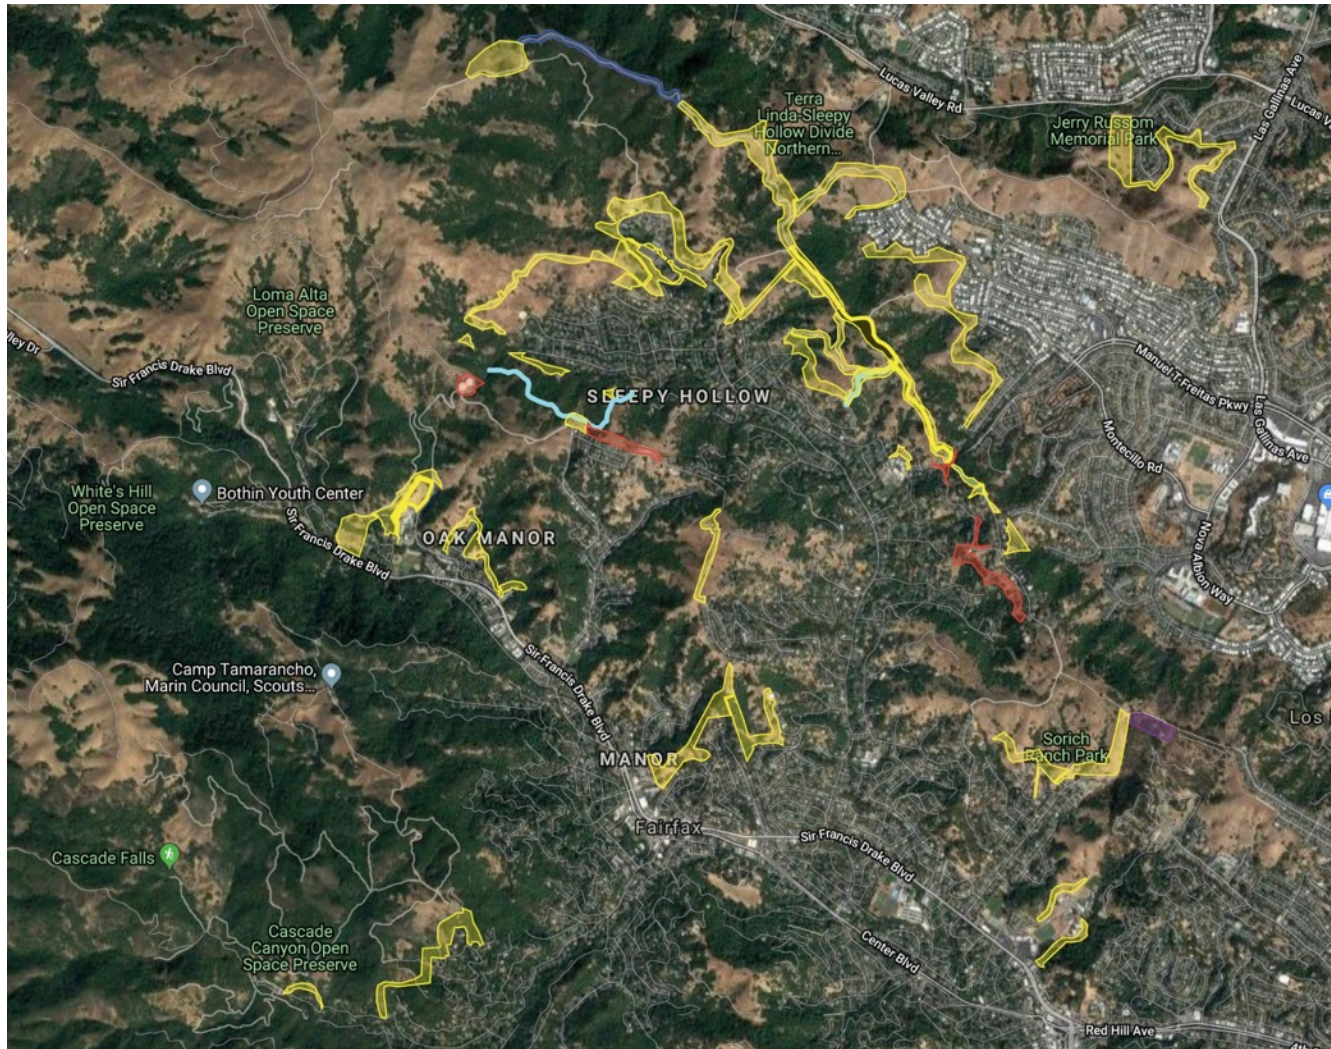 Lucas Valley Rd
Las Gallinas Ave
Lucas V
Terra
Linda-Sleepy
Hollow Divide
Northern...
Jerry Russom
Memorial Park
Loma Alta
Open Space
Preserve
lley Dr
Sir Francis Drake Blvd
SLEEPY HOLLOW
Manuel T Freitas Pkwy
Las Gallinas Ave
Montecillo Rd
White's Hill
Open Space
Preserve
Bothin Youth Center
Sir Francis Drake Blvd
OAK MANOR
Nova Albion Way
Camp Tamarancho,
Marin Council, Scouts...
Sir Francis Drake Blvd
MANOR
Sorich
Ranch Park
Los
Fairfax
Sir Francis Drake Blvd
Cascade Falls
Cascade
Canyon Open
Space Preserve
Center Blvd
Red Hill Ave
4th